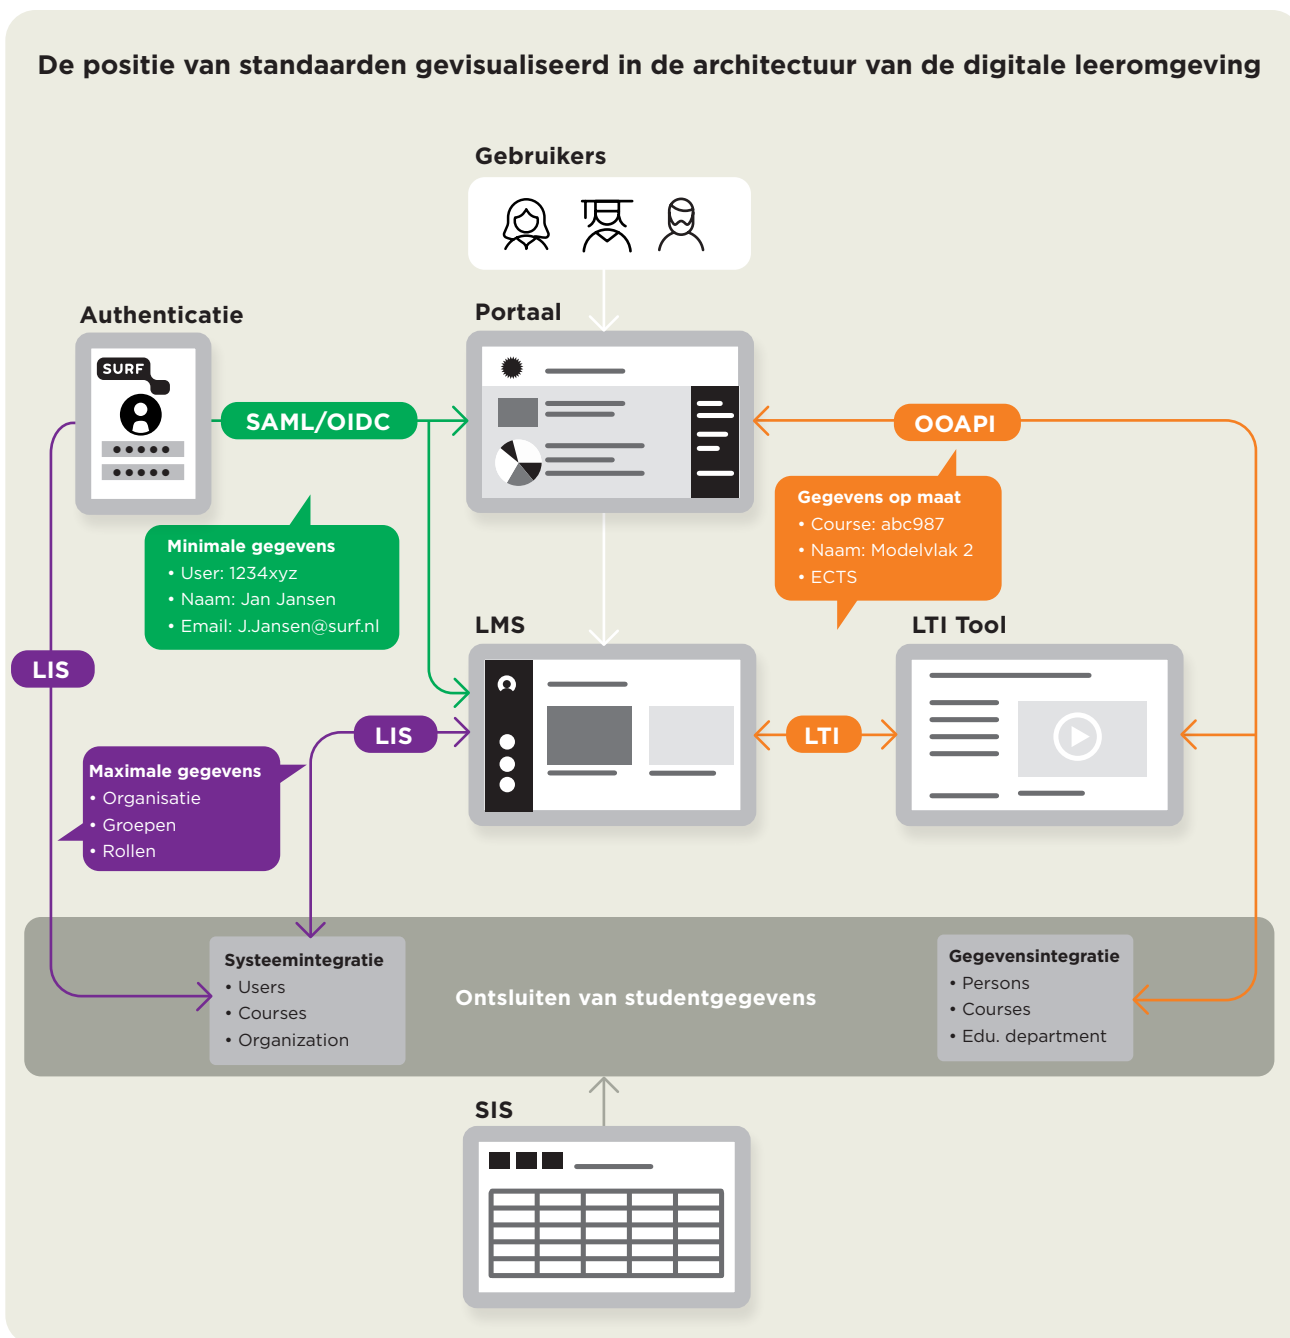 De positie van standaarden gevisualiseerd in de architectuur van de digitale leeromgeving
Gebruikers
Authenticatie
Portaal
SURF
SAML/OIDC
OOAPI
Minimale gegevens
• User: 1234xyz
• Naam: Jan Jansen
• Email: J.Jansen@surf.nl
Gegevens op maat
• Course: abc987
• Naam: Modelvlak 2
• ECTS
LMS
LTI Tool
LIS
LIS
LTI
Maximale gegevens
• Organisatie
• Groepen
• Rollen
Systeemintegratie
• Users
• Courses
• Organization
Ontsluiten van studentgegevens
Gegevensintegratie
• Persons
• Courses
• Edu. department
SIS